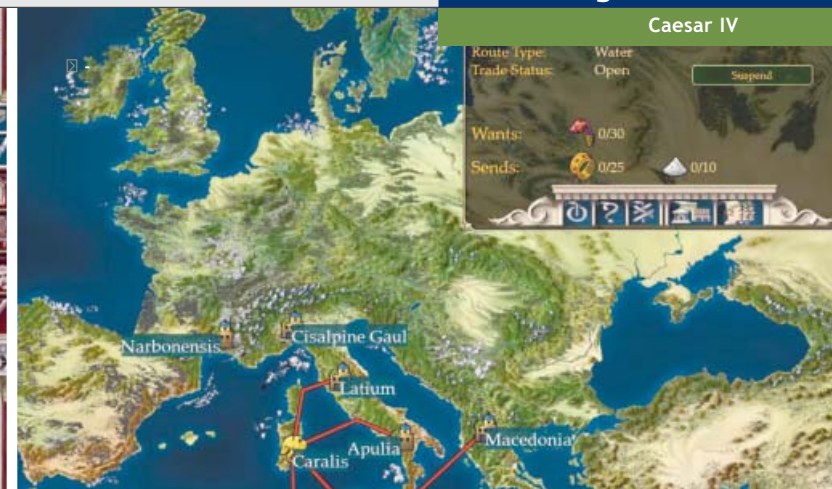 Caesar IV
Route Type: Water
Trade Status: Open
Suspend
Wants: 0/30
Sends: 0/25 0/10
Narbonensis
Cisalpine Gaul
Latium
Apulia
Macedonia
Caralis